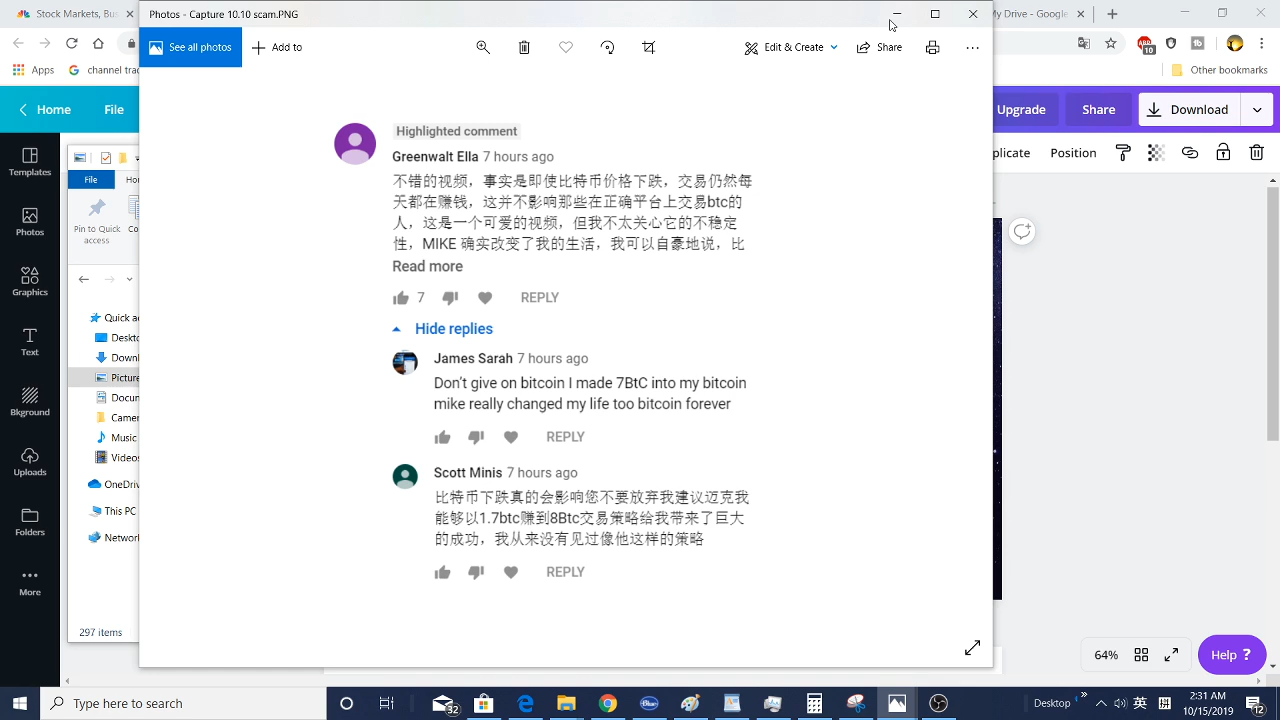 Photos - Capture 10.10 scam.PNG
See all photos
Add to
Edit & Create
Share
Apps
channel tra
Other bookmarks
Home
File
Upgrade
Share
Download
plicate
Position
Templates
Photos
Graphics
Text
Bkground
Uploads
Folders
More
File
Hom
Pin to Quick
access
Quick ac
Deskto
Downl
Picture
Docum
Camer
Music
Videos
OneDriv
This PC
Networ
297 items
Highlighted comment
Greenwalt Ella 7 hours ago
不错的视频，事实是即使比特币价格下跌，交易仍然每
天都在赚钱，这并不影响那些在正确平台上交易btc的
人，这是一个可爱的视频，但我不太关心它的不稳定
性，MIKE 确实改变了我的生活，我可以自豪地说，比
Read more
7
REPLY
Hide replies
James Sarah 7 hours ago
Don't give on bitcoin I made 7BtC into my bitcoin
mike really changed my life too bitcoin forever
REPLY
Scott Minis 7 hours ago
比特币下跌真的会影响您不要放弃我建议迈克我
能够以1.7btc赚到8Btc交易策略给我带来了巨大
的成功，我从来没有见过像他这样的策略
REPLY
64%
Help ?
Type here to search
32
Desktop
英
2:31 AM
10/15/2019
2